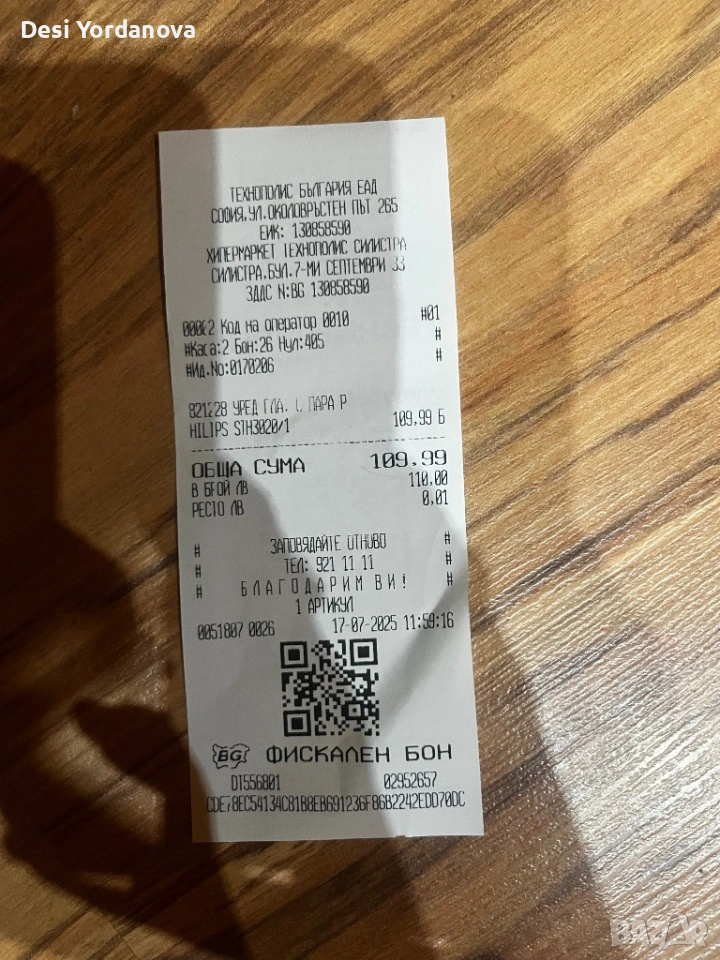 Desi Yordanova
ТЕХНОПОЛИС БЪЛГАРИЯ ЕАД
СОФИЯ,УЛ.ОКОЛОВРЪСТЕН ПЪТ 265
ЕИК: 130858590
ХИПЕРМАРКЕТ ТЕХНОПОЛИС СИЛИСТРА
СИЛИСТРА,БУЛ.7-МИ СЕПТЕМВРИ 33
ЗДДС N:BG 130858590
Код на оператор 0010 #01
#Каса:2 Бон:26 Нул:405 #
#Ид.No:0170206 #
821228 УРЕД ГЛА. ПАРА P
HILIPS STH3020/1 109,99 Б
ОБЩА СУМА 109.99
В БРОЙ ЛВ 110,00
РЕСТО ЛВ 0,01
# ЗАПОВЯДАЙТЕ ОТНОВО #
# ТЕЛ: 921 11 11 #
# Б Л А Г О Д А Р И М В И ! #
1 АРТИКУЛ
0051807 0026 17-07-2025 11:59:16
BG ФИСКАЛЕН БОН
DT556801 02952657
CDE78EC54134C81B8EB691236F86B2242EDD70DC
BAZAR